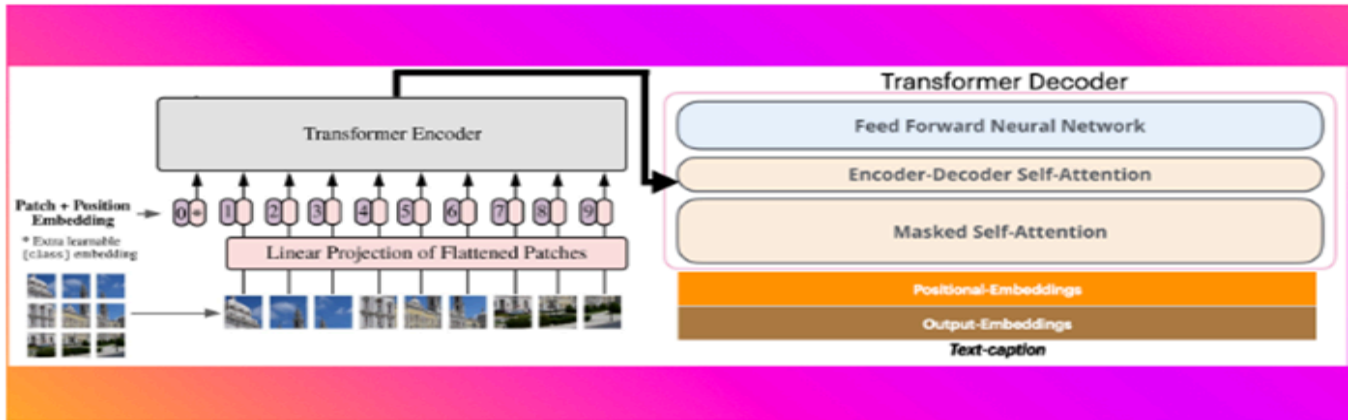 Transformer Encoder
Patch + Position
Embedding
* Extra learnable
[class] embedding
0 * 1 2 3 4 5 6 7 8 9
Linear Projection of Flattened Patches
Transformer Decoder
Feed Forward Neural Network
Encoder-Decoder Self-Attention
Masked Self-Attention
Positional-Embeddings
Output-Embeddings
Text-caption